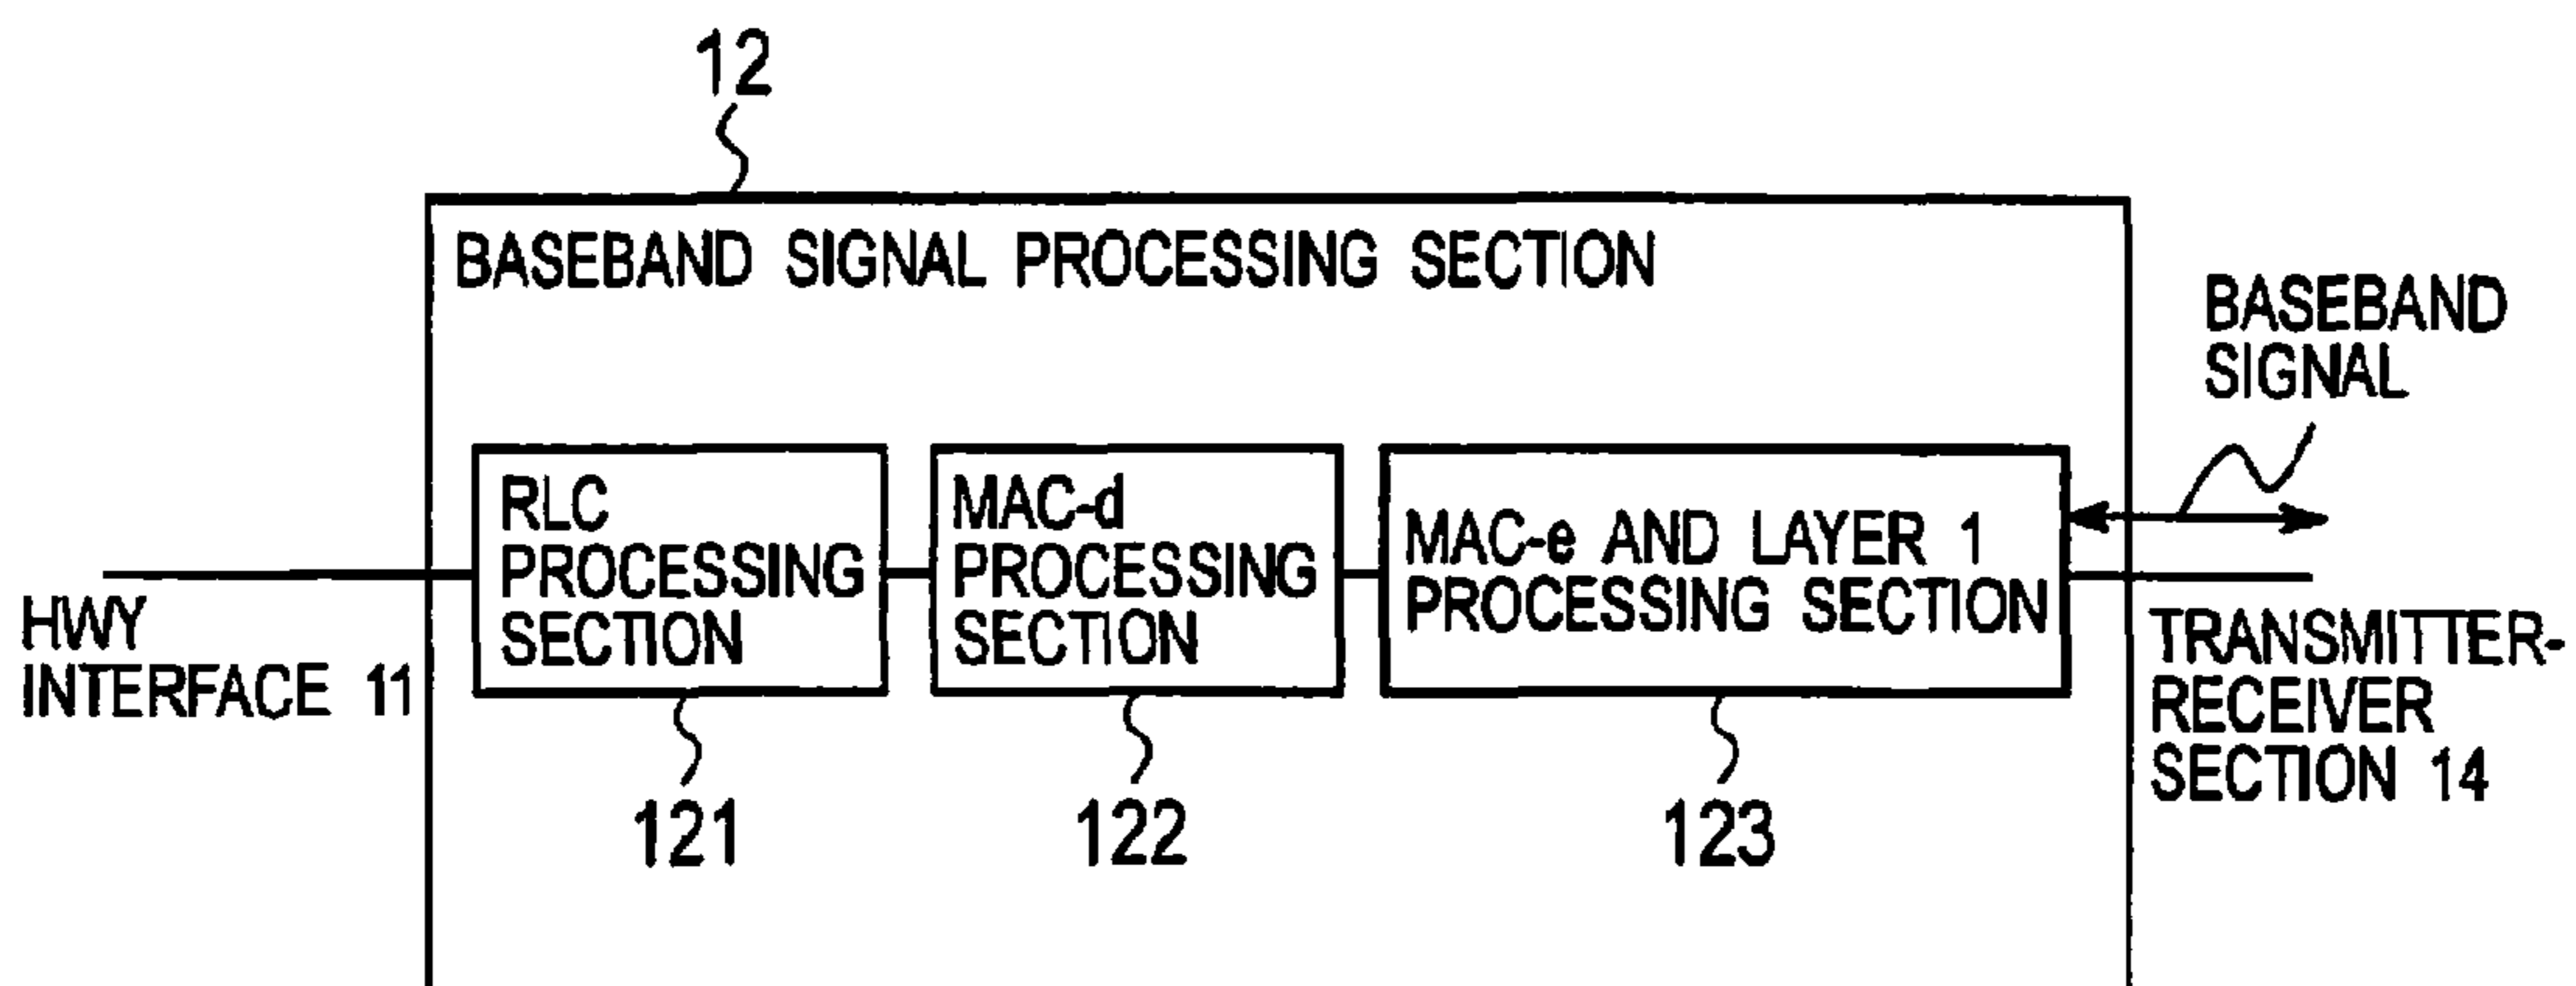 12
BASEBAND SIGNAL PROCESSING SECTION
BASEBAND
SIGNAL
RLC
PROCESSING
SECTION
MAC-d
PROCESSING
SECTION
MAC-e AND LAYER 1
PROCESSING SECTION
HWY
INTERFACE 11
TRANSMITTER-
RECEIVER
SECTION 14
121
122
123